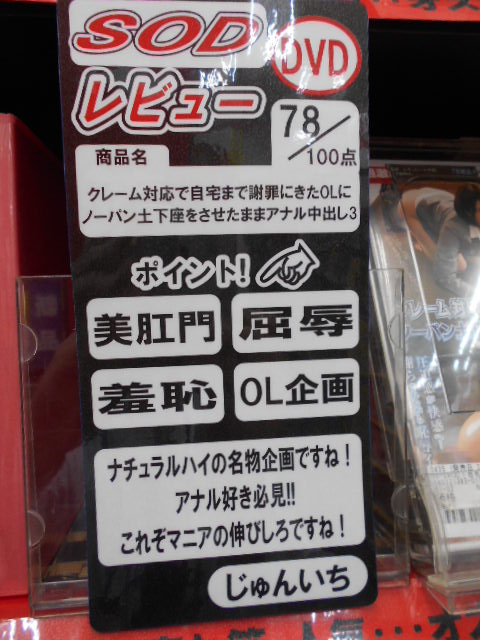 SOD
DVD
レビュー
78/100点
商品名
クレーム対応で自宅まで謝罪にきたOLに
ノーパン土下座をさせたままアナル中出し3
ポイント!
美肛門
屈辱
羞恥
OL企画
ナチュラルハイの名物企画ですね!
アナル好き必見!!
これぞマニアの伸びしろですね!
じゅんいち